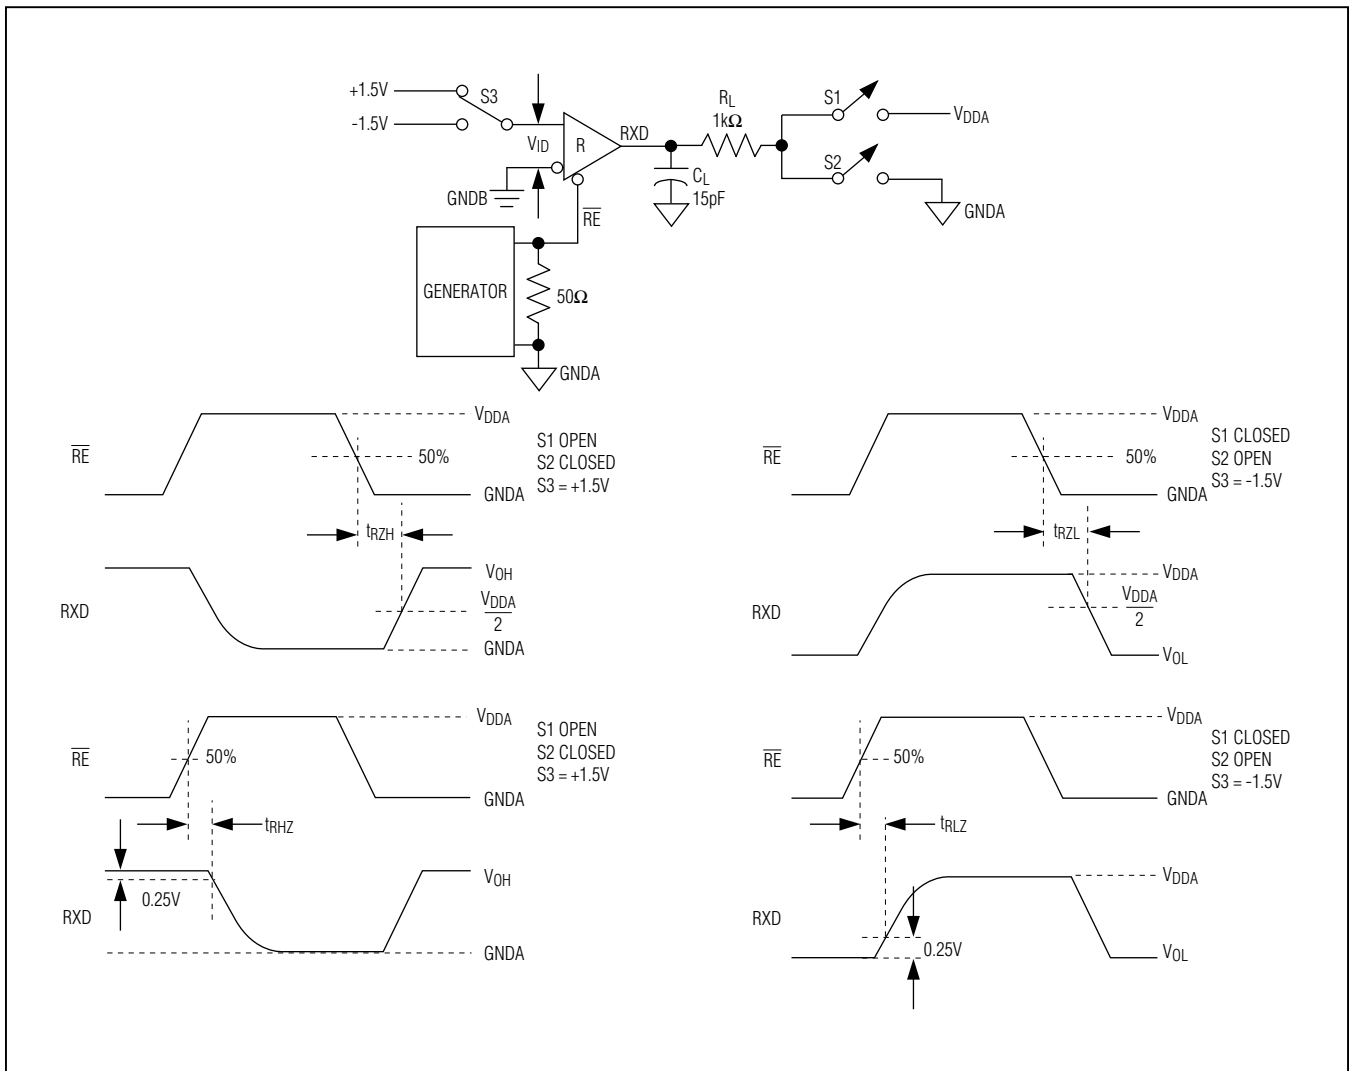 +1.5V
S3
-1.5V
VID
R
RXD
RL
1kΩ
S1
VDDA
S2
CL
15pF
GNDA
GNDB
RE
GENERATOR
50Ω
GNDA
RE
VDDA
50%
GNDA
S1 OPEN
S2 CLOSED
S3 = +1.5V
tRZH
RXD
VOH
VDDA
2
GNDA
RE
VDDA
50%
GNDA
S1 CLOSED
S2 OPEN
S3 = -1.5V
tRZL
RXD
VDDA
VDDA
2
VOL
RE
VDDA
50%
GNDA
S1 OPEN
S2 CLOSED
S3 = +1.5V
tRHZ
RXD
0.25V
VOH
GNDA
RE
VDDA
50%
GNDA
S1 CLOSED
S2 OPEN
S3 = -1.5V
tRLZ
RXD
VDDA
0.25V
VOL